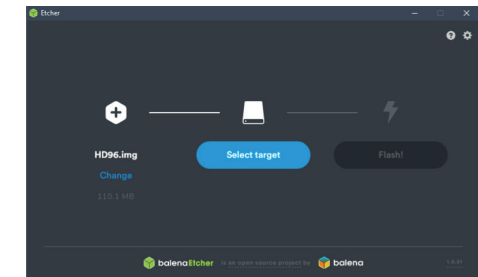 Etcher
HD96.img
Select target
Flash!
Change
110.1 MB
balenaEtcher is an open source project by balena